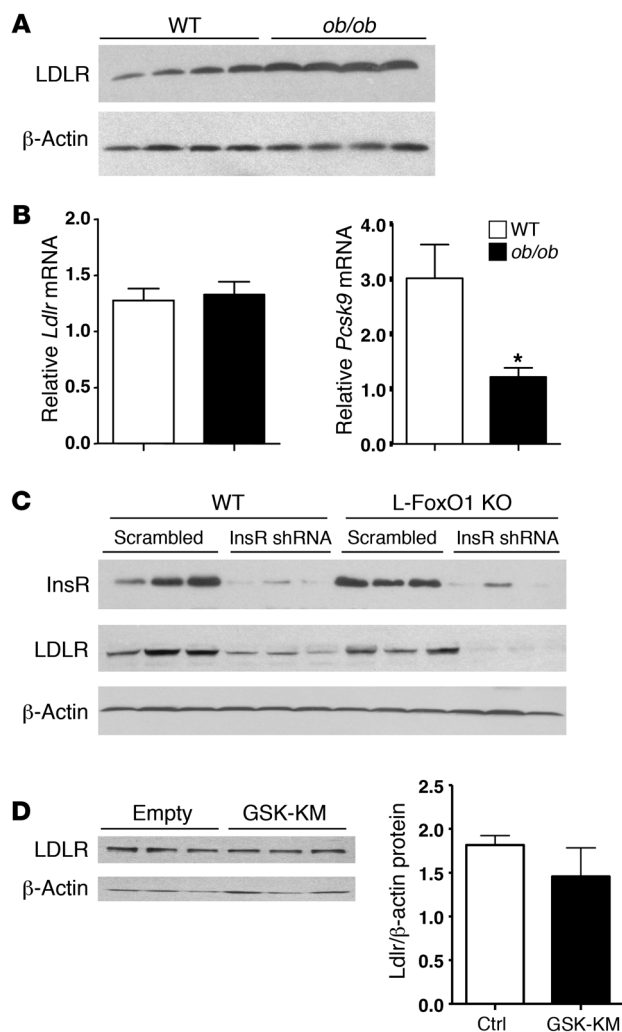 A
WT ob/ob
LDLR
β-Actin
B
2.0
1.5
1.0
0.5
0.0
Relative Ldlr mRNA
4.0
3.0
2.0
1.0
0.0
Relative Pcsk9 mRNA
WT
ob/ob
*
C
WT L-FoxO1 KO
Scrambled InsR shRNA Scrambled InsR shRNA
InsR
LDLR
β-Actin
D
Empty GSK-KM
LDLR
β-Actin
2.5
2.0
1.5
1.0
0.5
0.0
Ldlr/β-actin protein
Ctrl GSK-KM